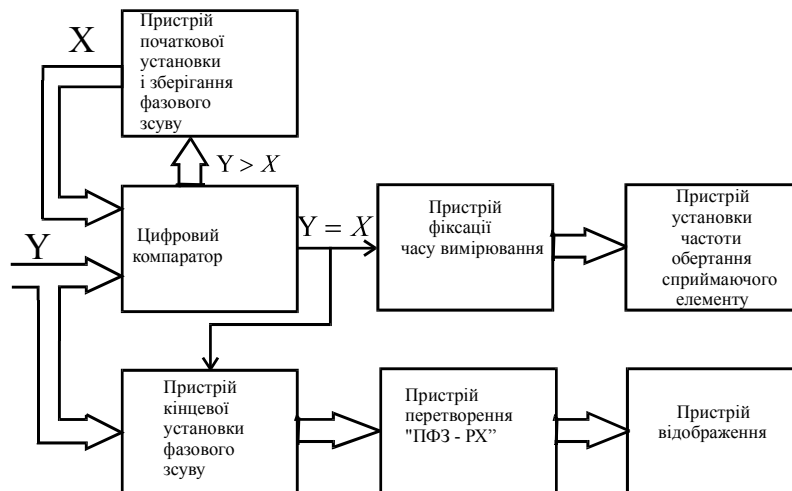 X
Пристрій
початкової
установки
і зберігання
фазового
зсуву
Y > X
Y
Цифровий
компаратор
Y = X
Пристрій
фіксації
часу вимірювання
Пристрій
установки
частоти
обертання
сприймаючого
елементу
Пристрій
кінцевої
установки
фазового
зсуву
Пристрій
перетворення
"ПФЗ - РХ”
Пристрій
відображення